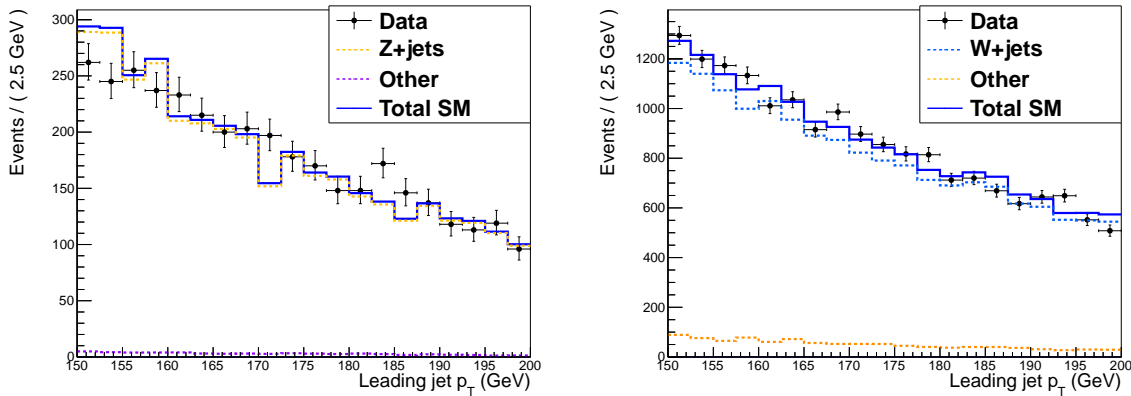 Events / ( 2.5 GeV )
300
250
200
150
100
50
0
150 155 160 165 170 175 180 185 190 195 200
Leading jet p_T (GeV)
Data
Z+jets
Other
Total SM
Events / ( 2.5 GeV )
1200
1000
800
600
400
200
0
150 155 160 165 170 175 180 185 190 195 200
Leading jet p_T (GeV)
Data
W+jets
Other
Total SM